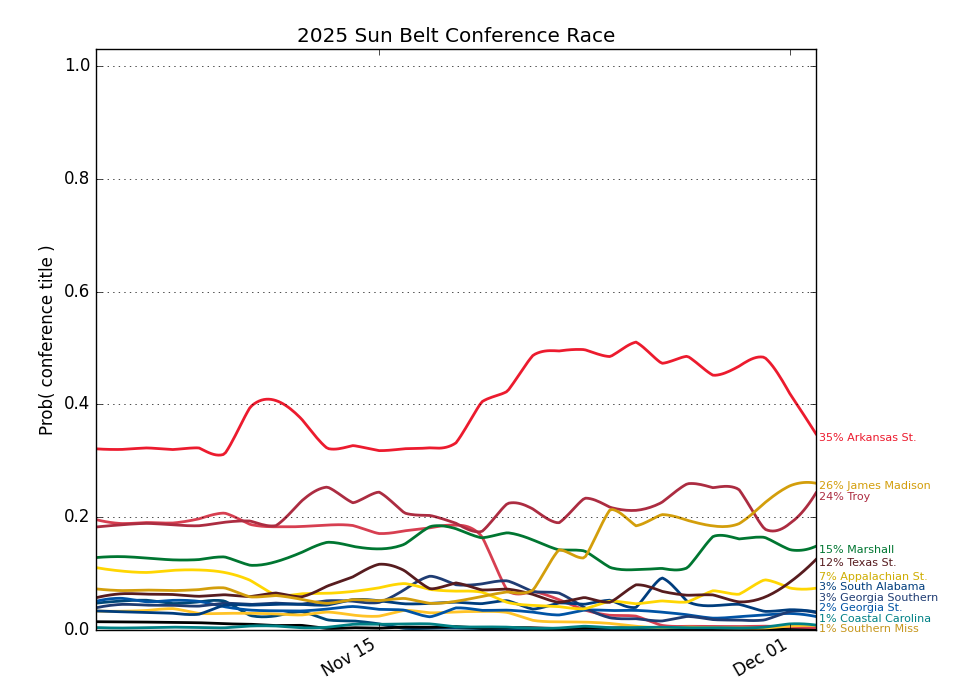 2025 Sun Belt Conference Race
Prob( conference title )
1.0
0.8
0.6
0.4
0.2
0.0
Nov 15
Dec 01
35% Arkansas St.
26% James Madison
24% Troy
15% Marshall
12% Texas St.
7% Appalachian St.
3% South Alabama
3% Georgia Southern
2% Georgia St.
1% Coastal Carolina
1% Southern Miss